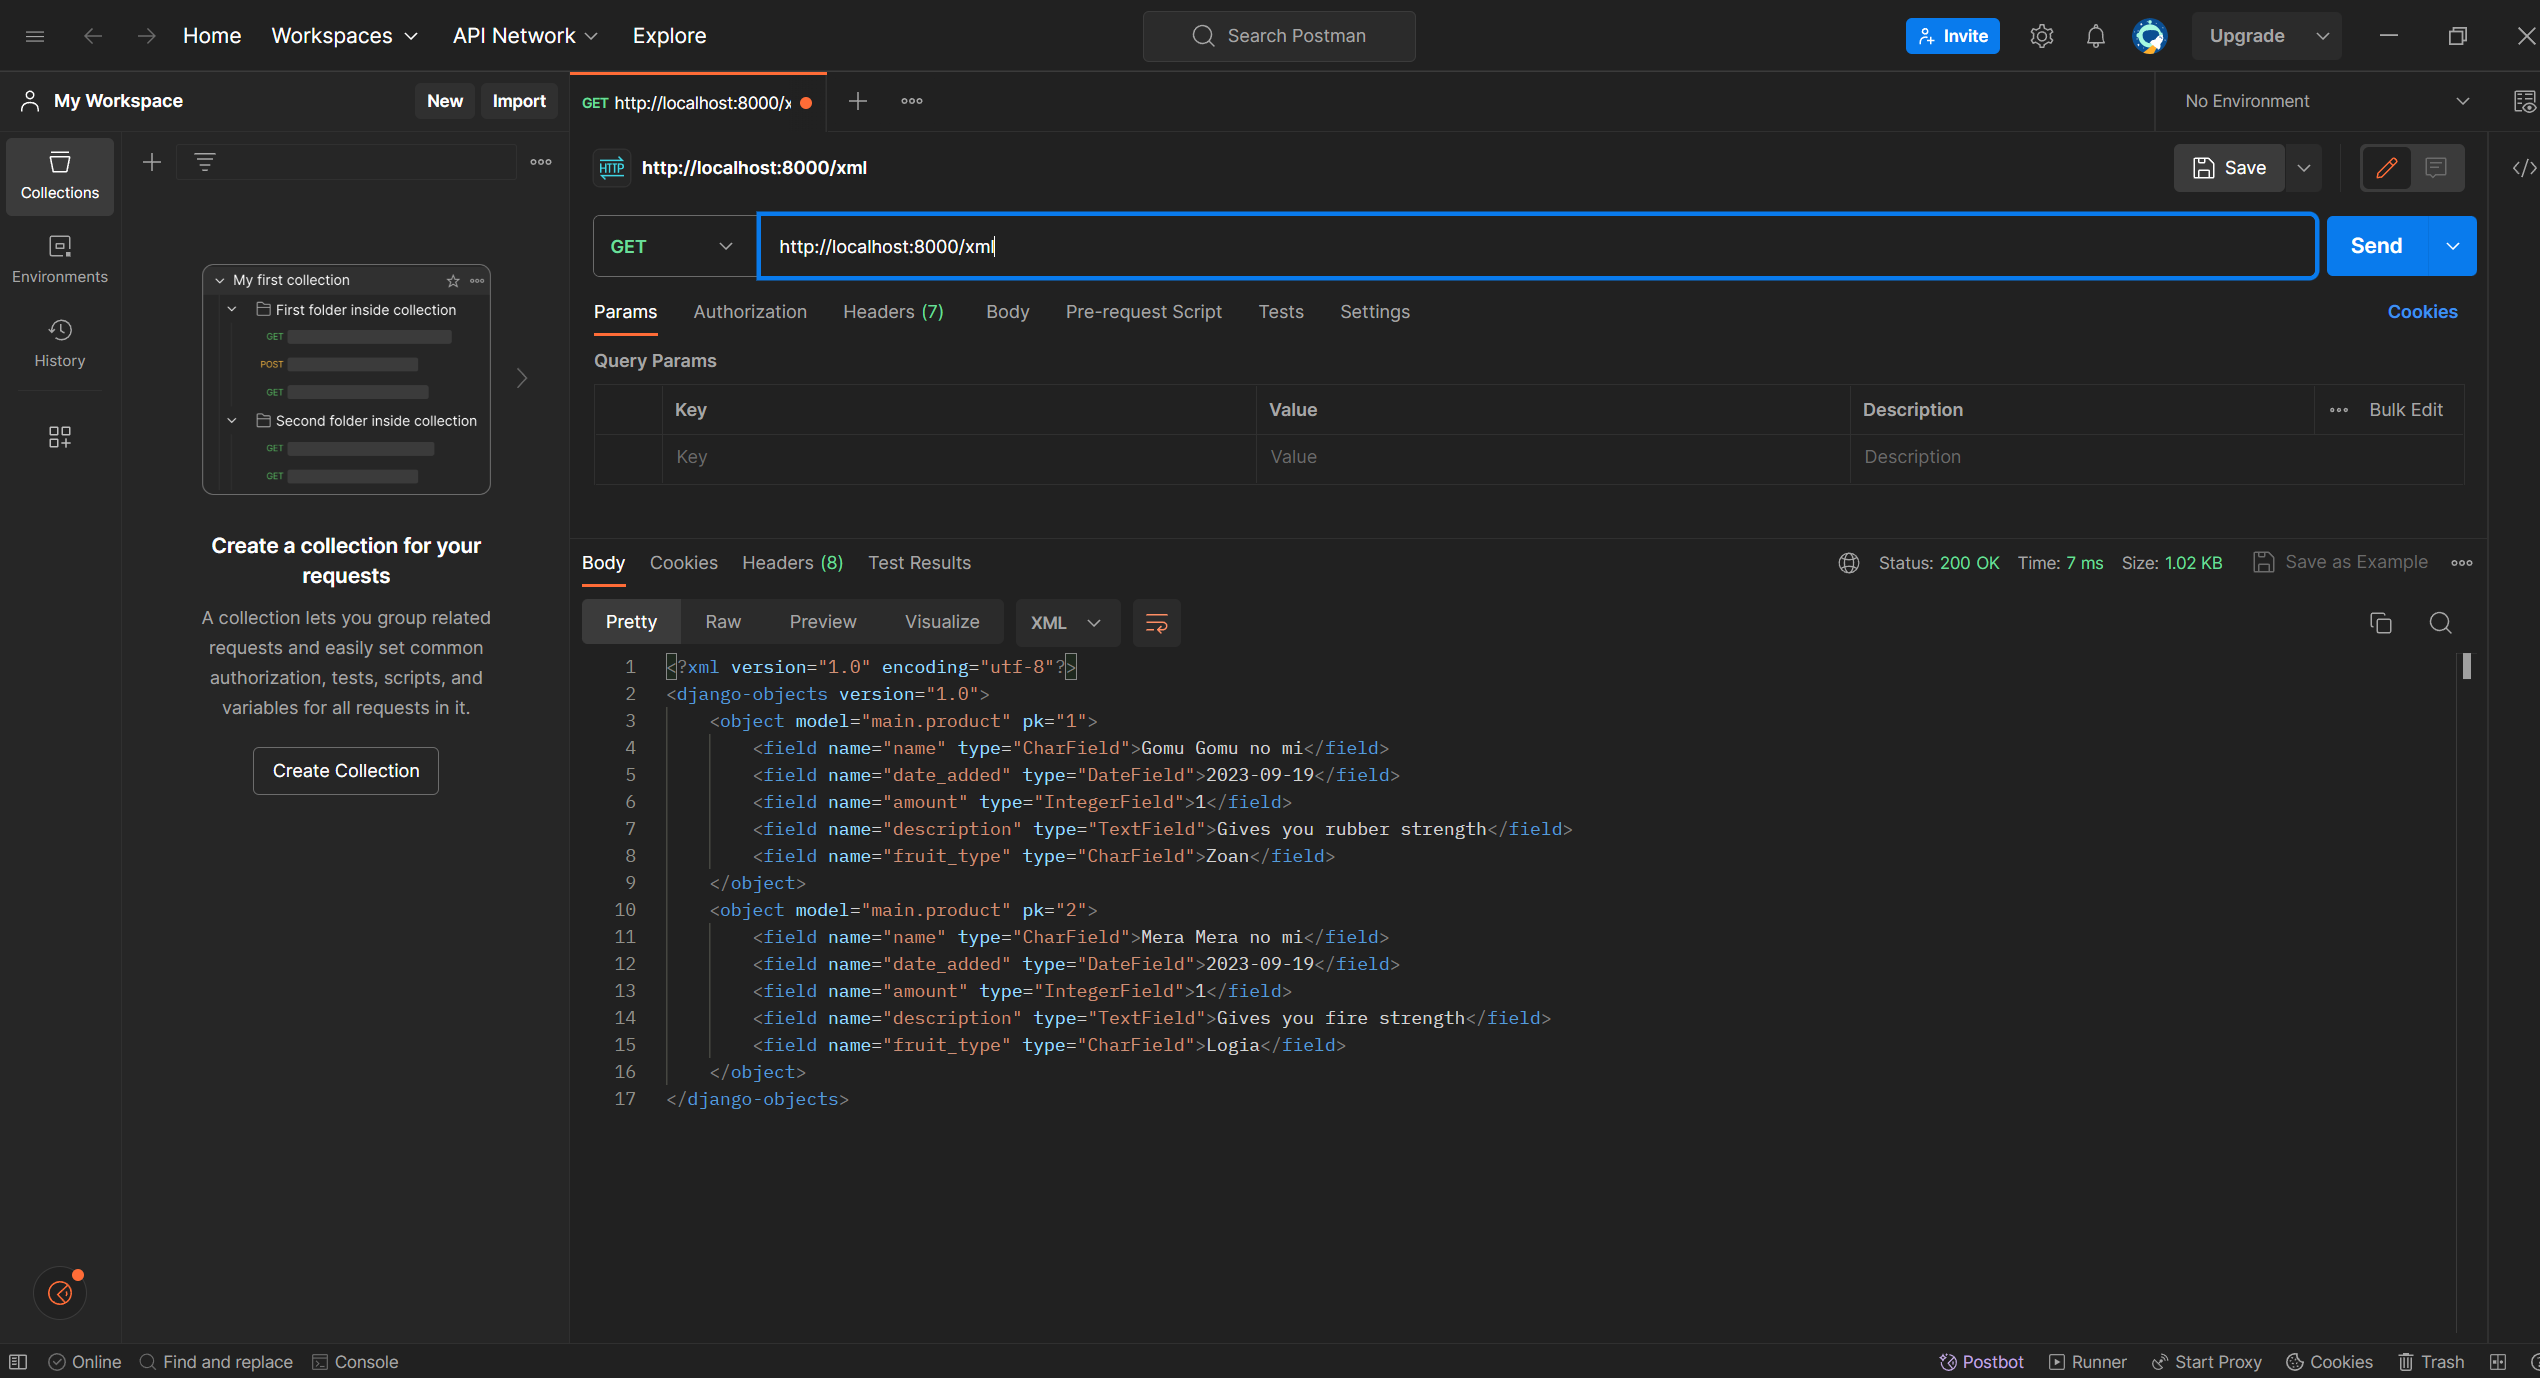 Home Workspaces API Network Explore Search Postman Invite Upgrade
My Workspace New Import GET http://localhost:8000/x No Environment
Collections
Environments
History
My first collection
First folder inside collection
GET
POST
GET
Second folder inside collection
GET
GET
Create a collection for your
requests
A collection lets you group related
requests and easily set common
authorization, tests, scripts, and
variables for all requests in it.
Create Collection
HTTP http://localhost:8000/xml Save </>
GET http://localhost:8000/xml Send
Params Authorization Headers (7) Body Pre-request Script Tests Settings Cookies
Query Params
Key Value Description Bulk Edit
Key Value Description
Body Cookies Headers (8) Test Results Status: 200 OK Time: 7 ms Size: 1.02 KB Save as Example
Pretty Raw Preview Visualize XML
1 <?xml version="1.0" encoding="utf-8"?>
2 <django-objects version="1.0">
3 <object model="main.product" pk="1">
4 <field name="name" type="CharField">Gomu Gomu no mi</field>
5 <field name="date_added" type="DateField">2023-09-19</field>
6 <field name="amount" type="IntegerField">1</field>
7 <field name="description" type="TextField">Gives you rubber strength</field>
8 <field name="fruit_type" type="CharField">Zoan</field>
9 </object>
10 <object model="main.product" pk="2">
11 <field name="name" type="CharField">Mera Mera no mi</field>
12 <field name="date_added" type="DateField">2023-09-19</field>
13 <field name="amount" type="IntegerField">1</field>
14 <field name="description" type="TextField">Gives you fire strength</field>
15 <field name="fruit_type" type="CharField">Logia</field>
16 </object>
17 </django-objects>
Online Find and replace Console Postbot Runner Start Proxy Cookies Trash